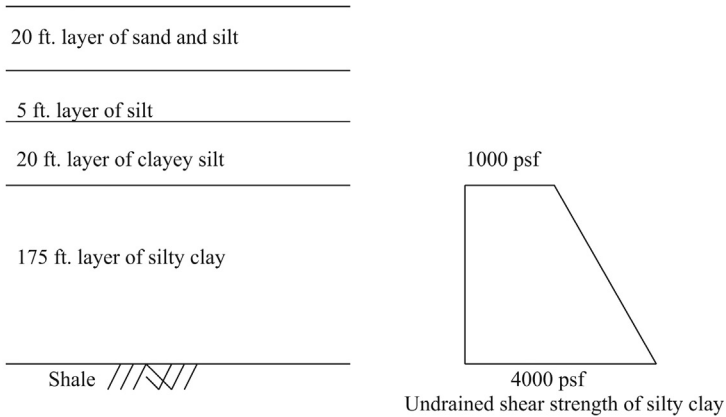 20 ft. layer of sand and silt
5 ft. layer of silt
20 ft. layer of clayey silt
1000 psf
175 ft. layer of silty clay
Shale
4000 psf
Undrained shear strength of silty clay